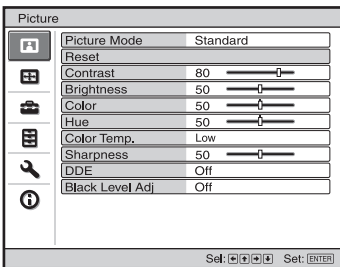 Picture
Picture Mode Standard
Reset
Contrast 80
Brightness 50
Color 50
Hue 50
Color Temp. Low
Sharpness 50
DDE Off
Black Level Adj Off
Sel: Set: ENTER